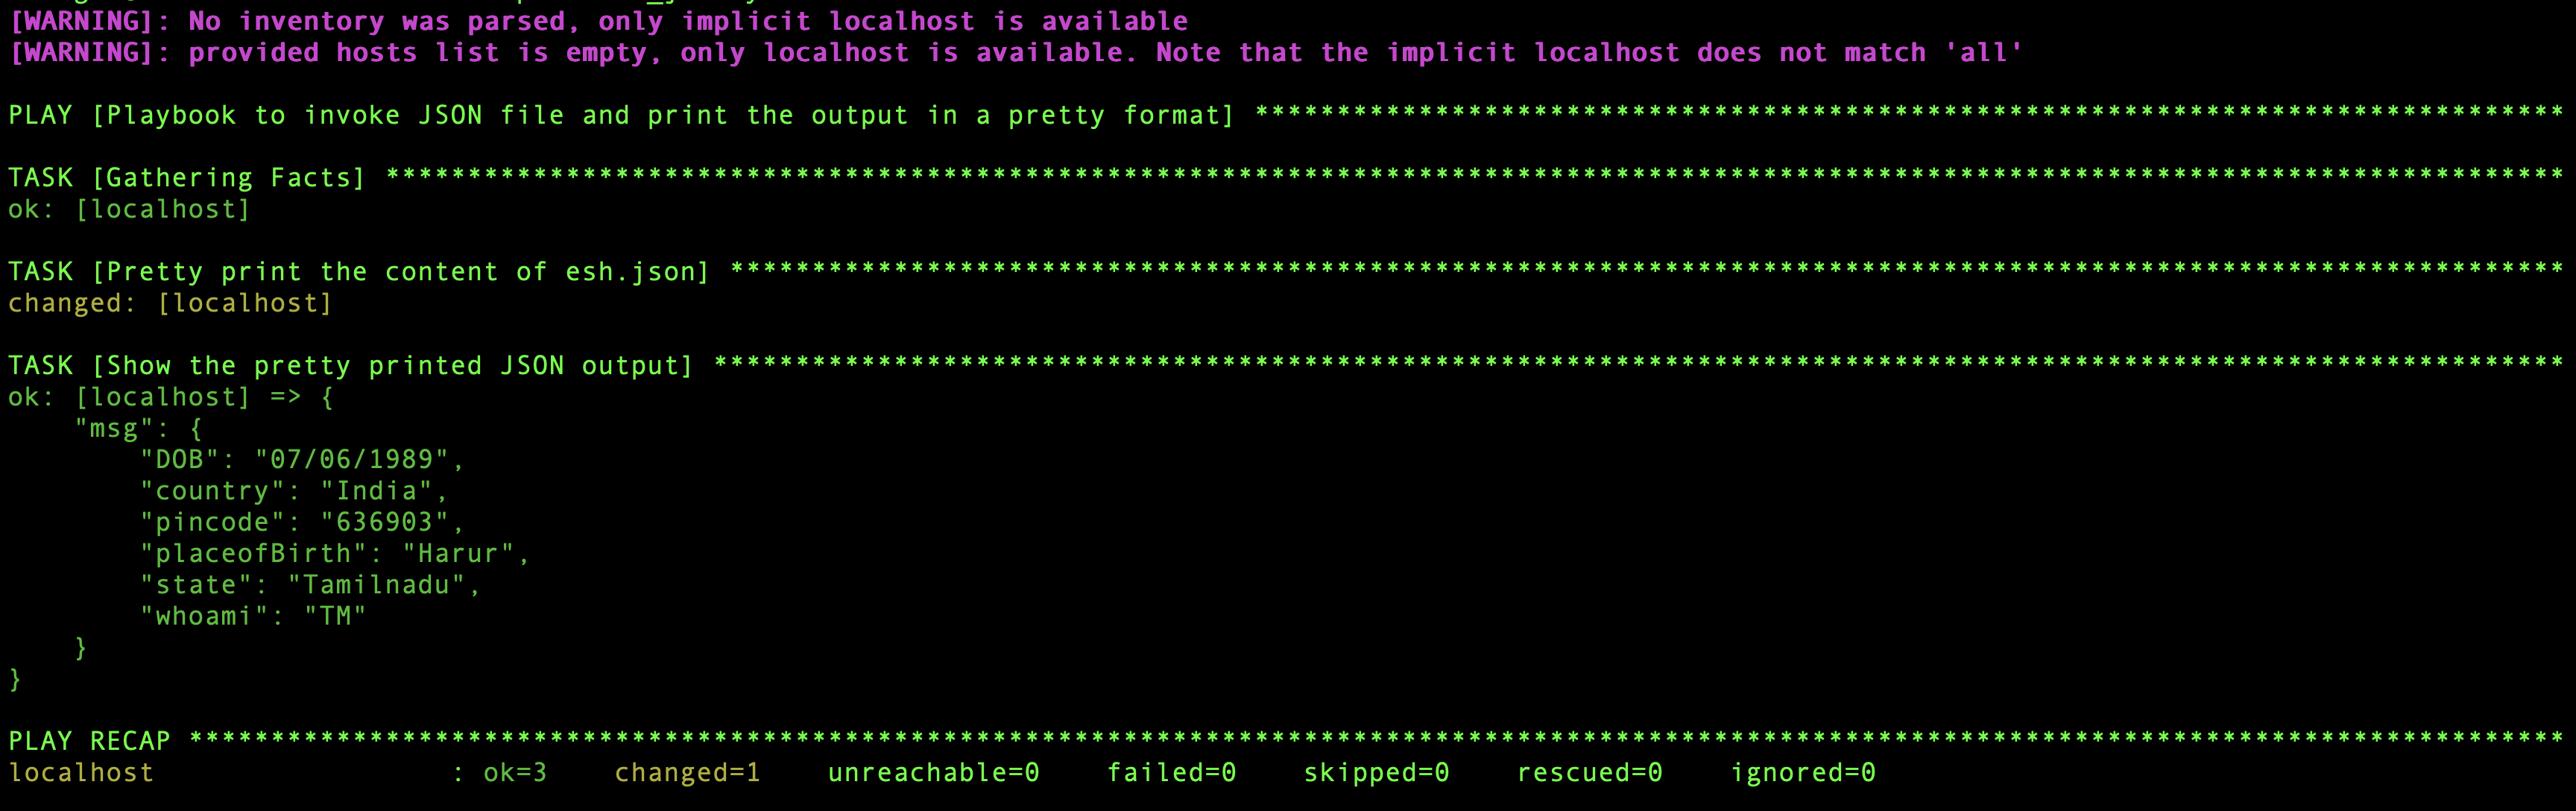 [WARNING]: No inventory was parsed, only implicit localhost is available
[WARNING]: provided hosts list is empty, only localhost is available. Note that the implicit localhost does not match 'all'
PLAY [Playbook to invoke JSON file and print the output in a pretty format] ********************************************************************************
TASK [Gathering Facts] *************************************************************************************************************************************
ok: [localhost]
TASK [Pretty print the content of esh.json] ****************************************************************************************************************
changed: [localhost]
TASK [Show the pretty printed JSON output] *****************************************************************************************************************
ok: [localhost] => {
    "msg": {
        "DOB": "07/06/1989",
        "country": "India",
        "pincode": "636903",
        "placeofBirth": "Harur",
        "state": "Tamilnadu",
        "whoami": "TM"
    }
}
PLAY RECAP *************************************************************************************************************************************************
localhost                  : ok=3    changed=1    unreachable=0    failed=0    skipped=0    rescued=0    ignored=0